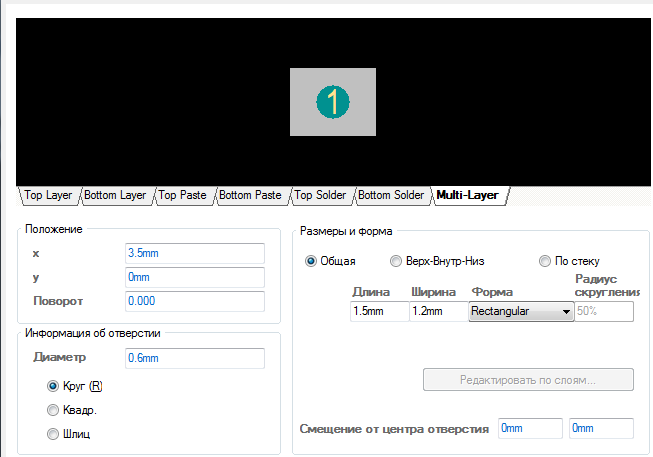 1
Top Layer Bottom Layer Top Paste Bottom Paste Top Solder Bottom Solder Multi-Layer
Положение
x 3.5mm
y 0mm
Поворот 0.000
Информация об отверстии
Диаметр 0.6mm
Круг (R)
Квадр.
Шлиц
Размеры и форма
Общая Верх-Внутр-Низ По стеку
Длина Ширина Форма Радиус скругления
1.5mm 1.2mm Rectangular 50%
Редактировать по слоям...
Смещение от центра отверстия 0mm 0mm